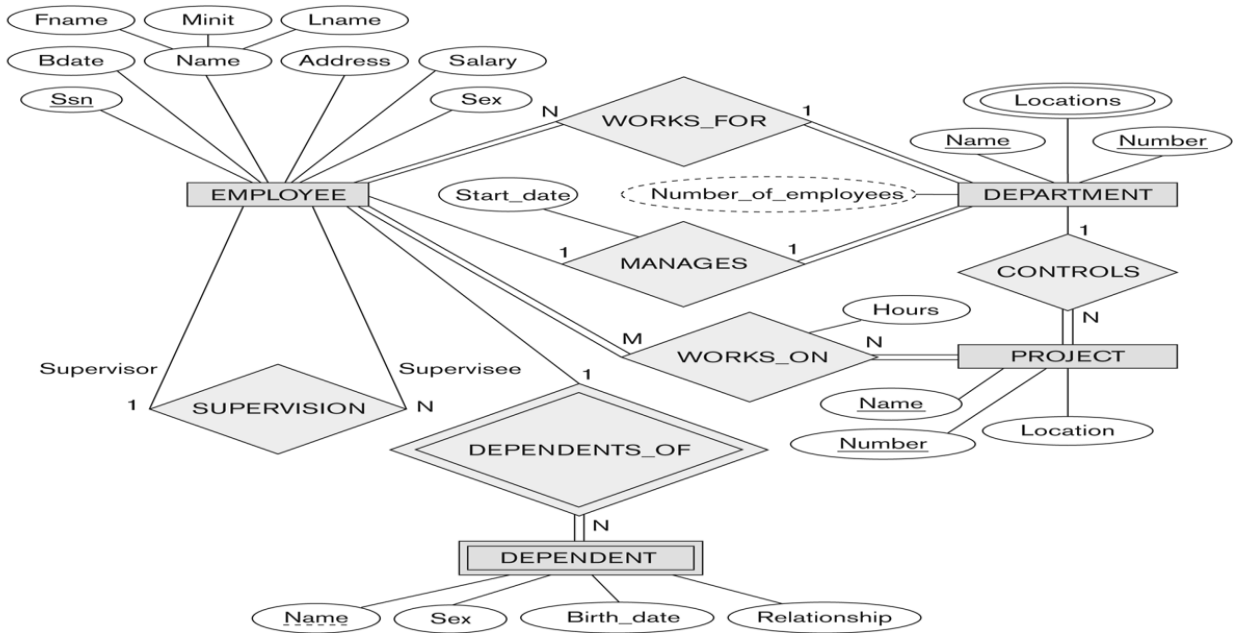 Fname
Minit
Lname
Bdate
Name
Address
Salary
Ssn
Sex
N
WORKS_FOR
1
Locations
Name
Number
EMPLOYEE
Start_date
Number_of_employees
DEPARTMENT
1
MANAGES
1
1
CONTROLS
N
Hours
M
WORKS_ON
N
PROJECT
Supervisor
Supervisee
1
SUPERVISION
N
1
Name
Number
Location
DEPENDENTS_OF
N
DEPENDENT
Name
Sex
Birth_date
Relationship